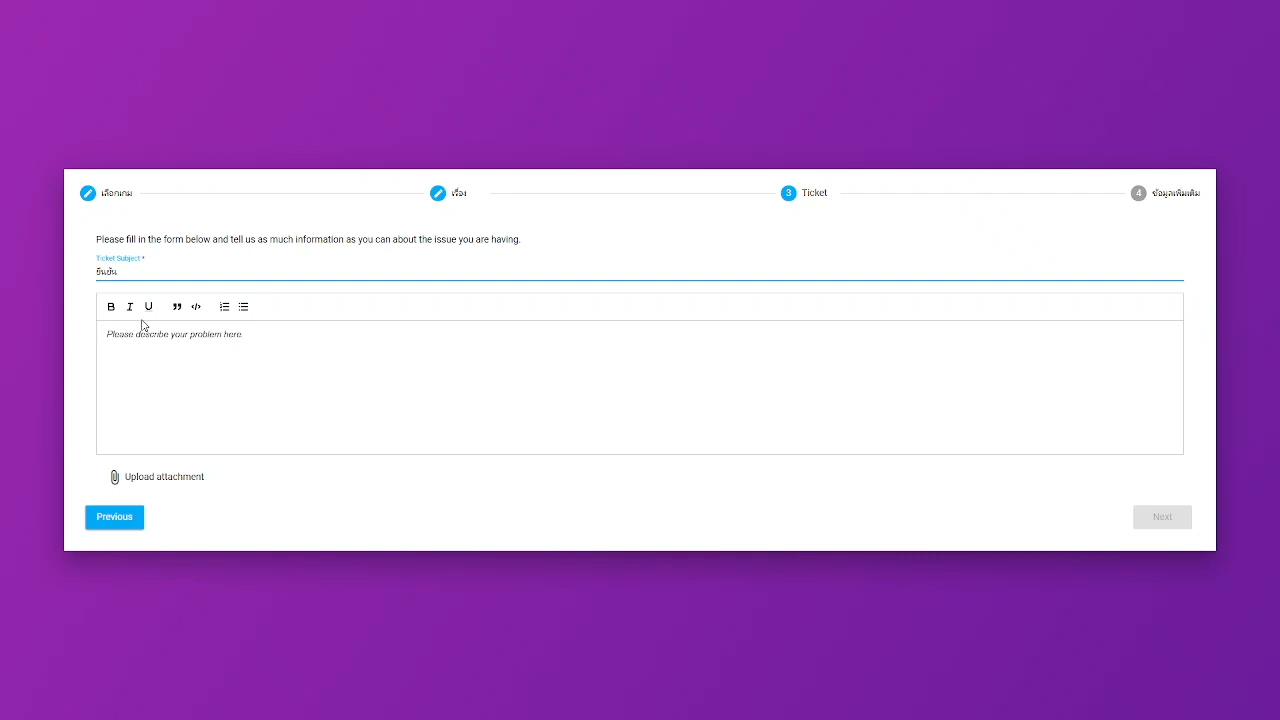 เลือกเกม
เรื่อง
3 Ticket
4 ข้อมูลเพิ่มเติม
Please fill in the form below and tell us as much information as you can about the issue you are having.
Ticket Subject *
ยืนยัน
B I U
Please describe your problem here.
Upload attachment
Previous
Next